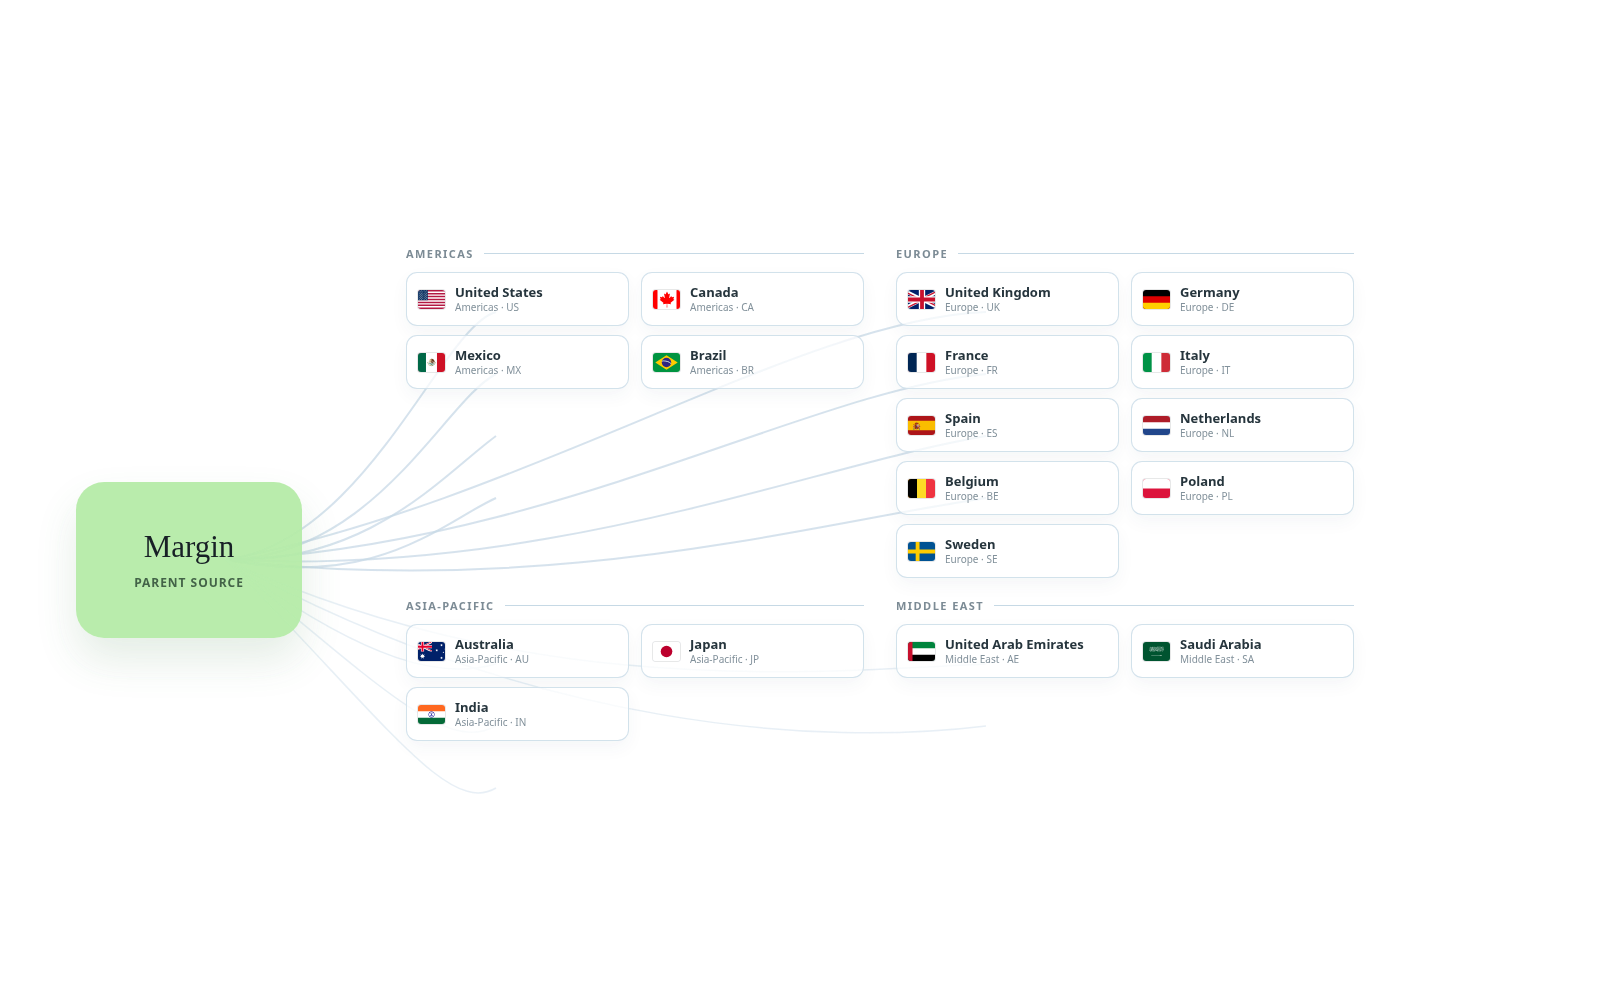 Margin
PARENT SOURCE
AMERICAS
United States
Americas · US
Canada
Americas · CA
Mexico
Americas · MX
Brazil
Americas · BR
EUROPE
United Kingdom
Europe · UK
Germany
Europe · DE
France
Europe · FR
Italy
Europe · IT
Spain
Europe · ES
Netherlands
Europe · NL
Belgium
Europe · BE
Poland
Europe · PL
Sweden
Europe · SE
ASIA-PACIFIC
Australia
Asia-Pacific · AU
Japan
Asia-Pacific · JP
India
Asia-Pacific · IN
MIDDLE EAST
United Arab Emirates
Middle East · AE
Saudi Arabia
Middle East · SA